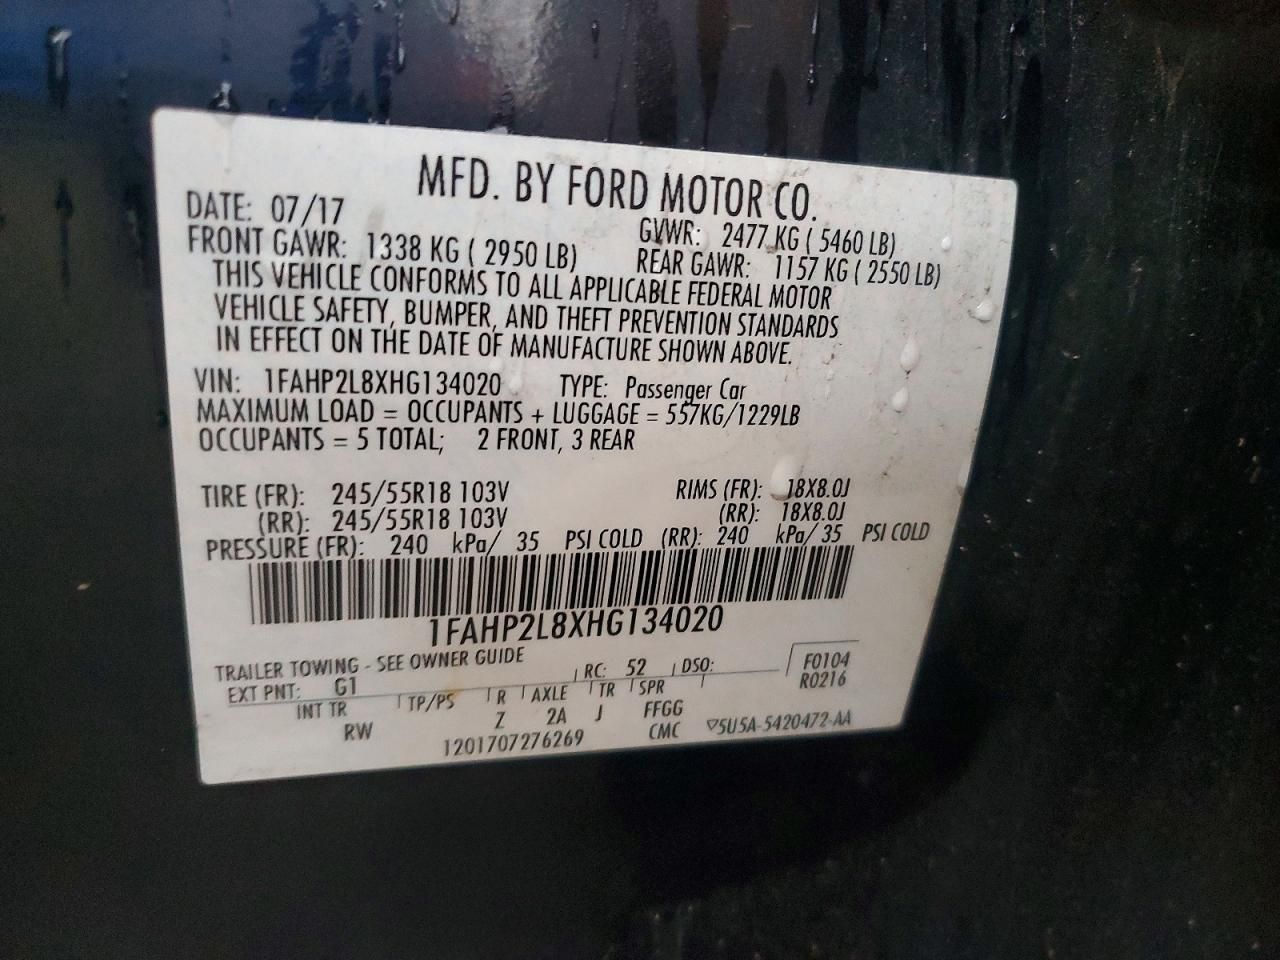 MFD. BY FORD MOTOR CO.
DATE: 07/17 GVWR: 2477 KG ( 5460 LB)
FRONT GAWR: 1338 KG ( 2950 LB) REAR GAWR: 1157 KG ( 2550 LB)
THIS VEHICLE CONFORMS TO ALL APPLICABLE FEDERAL MOTOR
VEHICLE SAFETY, BUMPER, AND THEFT PREVENTION STANDARDS
IN EFFECT ON THE DATE OF MANUFACTURE SHOWN ABOVE.
VIN: 1FAHP2L8XHG134020 TYPE: Passenger Car
MAXIMUM LOAD = OCCUPANTS + LUGGAGE = 557KG/1229LB
OCCUPANTS = 5 TOTAL; 2 FRONT, 3 REAR
TIRE (FR): 245/55R18 103V RIMS (FR): 18X8.0J
(RR): 245/55R18 103V (RR): 18X8.0J
PRESSURE (FR): 240 kPa/ 35 PSI COLD (RR): 240 kPa/ 35 PSI COLD
1FAHP2L8XHG134020
TRAILER TOWING - SEE OWNER GUIDE
EXT PNT: G1 RC: 52 DSO: F0104
INT TR TP/PS R AXLE TR SPR R0216
RW Z 2A J FFGG
1201707276269 CMC ▽5U5A-5420472-AA